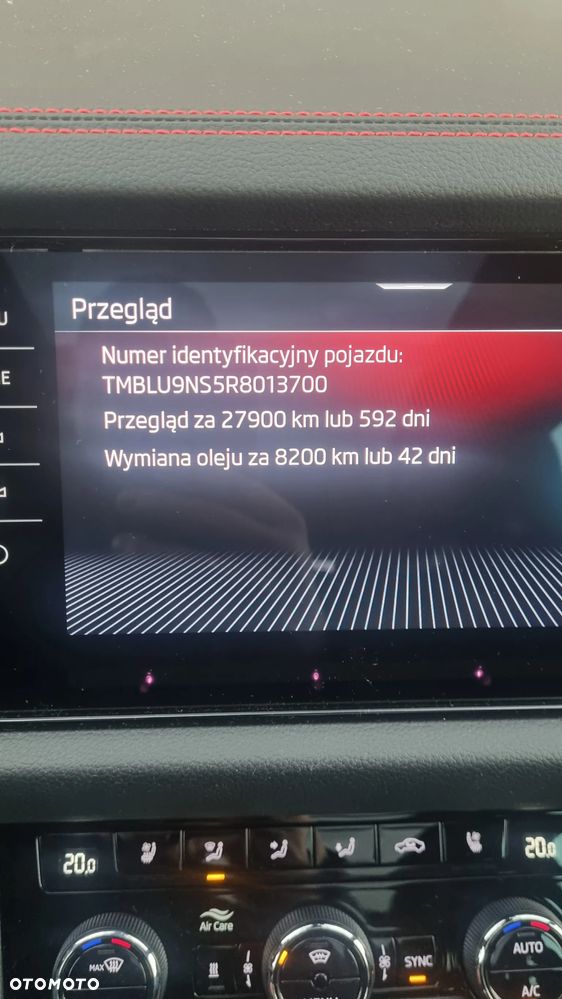 U
Przegląd
E
Numer identyfikacyjny pojazdu:
TMBLU9NS5R8013700
Przegląd za 27900 km lub 592 dni
Wymiana oleju za 8200 km lub 42 dni
20,0
20,0
Air Care
MAX
SYNC
AUTO
A/C
MENU
OTOMOTO